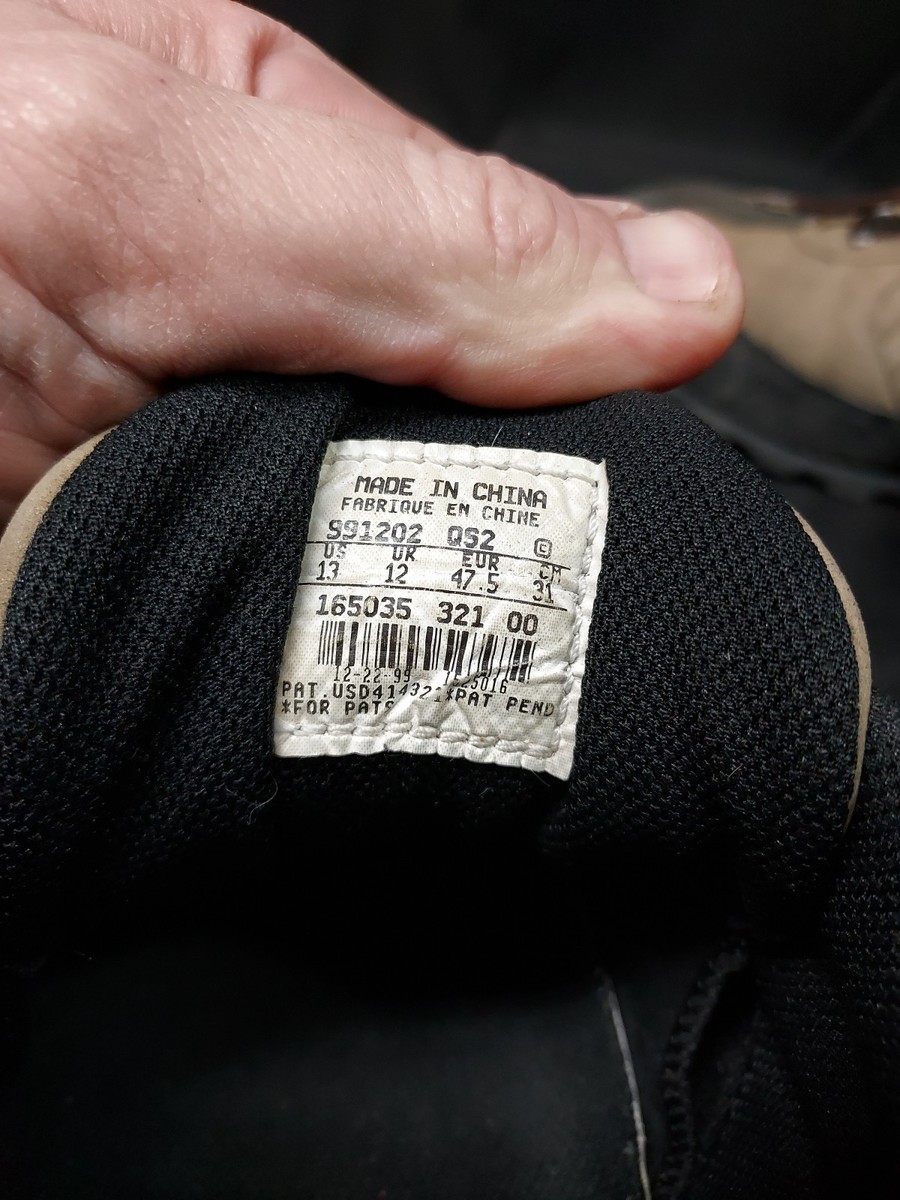 MADE IN CHINA
FABRIQUE EN CHINE
S91202 QS2 C
US UK EUR CM
13 12 47.5 31
165035 321 00
12-22-99
PAT.USD414321*PAT PEND
*FOR PATS